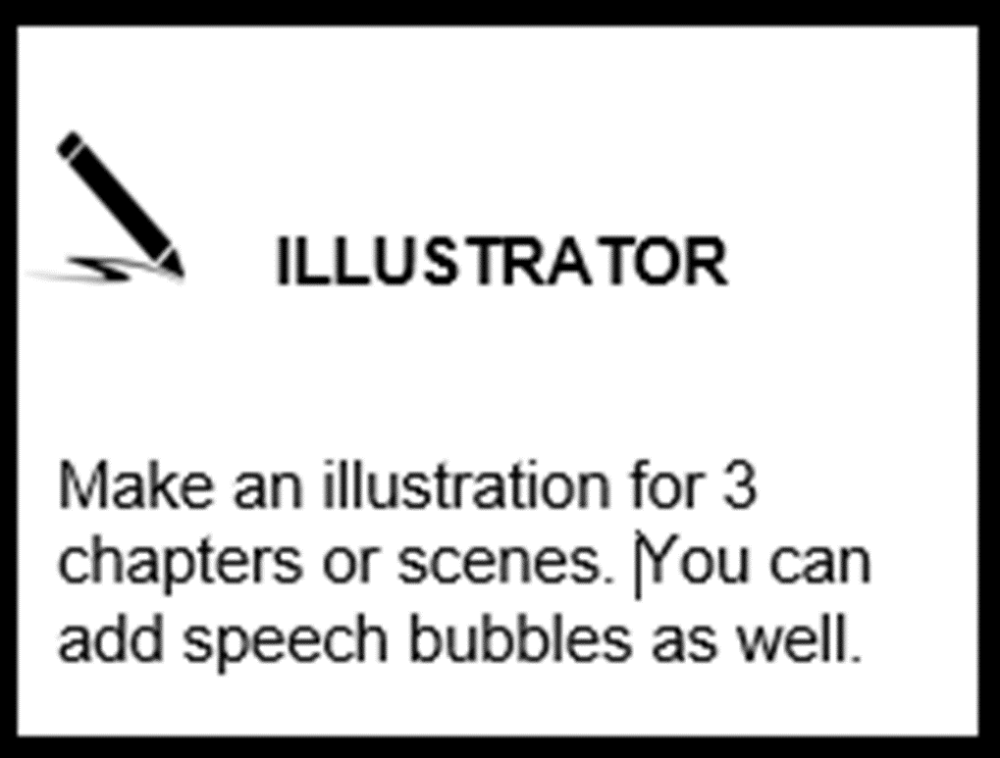 ILLUSTRATOR
Make an illustration for 3
chapters or scenes. You can
add speech bubbles as well.